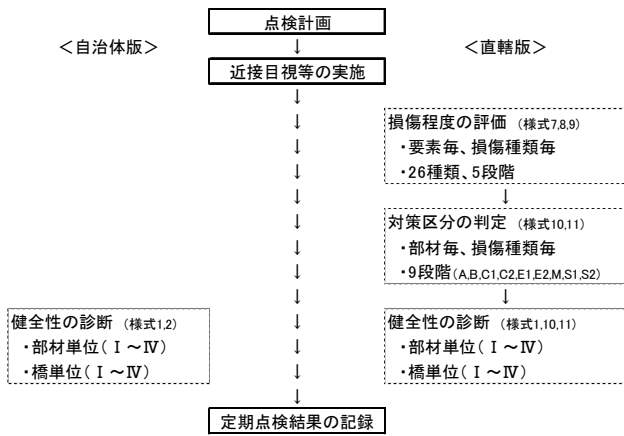 点検計画
＜自治体版＞
↓
＜直轄版＞
近接目視等の実施
↓
↓
損傷程度の評価 (様式7,8,9)
↓
・要素毎、損傷種類毎
↓
・26種類、5段階
↓
↓
↓
対策区分の判定 (様式10,11)
↓
・部材毎、損傷種類毎
↓
・9段階(A,B,C1,C2,E1,E2,M,S1,S2)
↓
↓
健全性の診断 (様式1,2)
↓
健全性の診断 (様式1,10,11)
・部材単位(Ⅰ～Ⅳ)
↓
・部材単位(Ⅰ～Ⅳ)
・橋単位(Ⅰ～Ⅳ)
↓
・橋単位(Ⅰ～Ⅳ)
↓
定期点検結果の記録